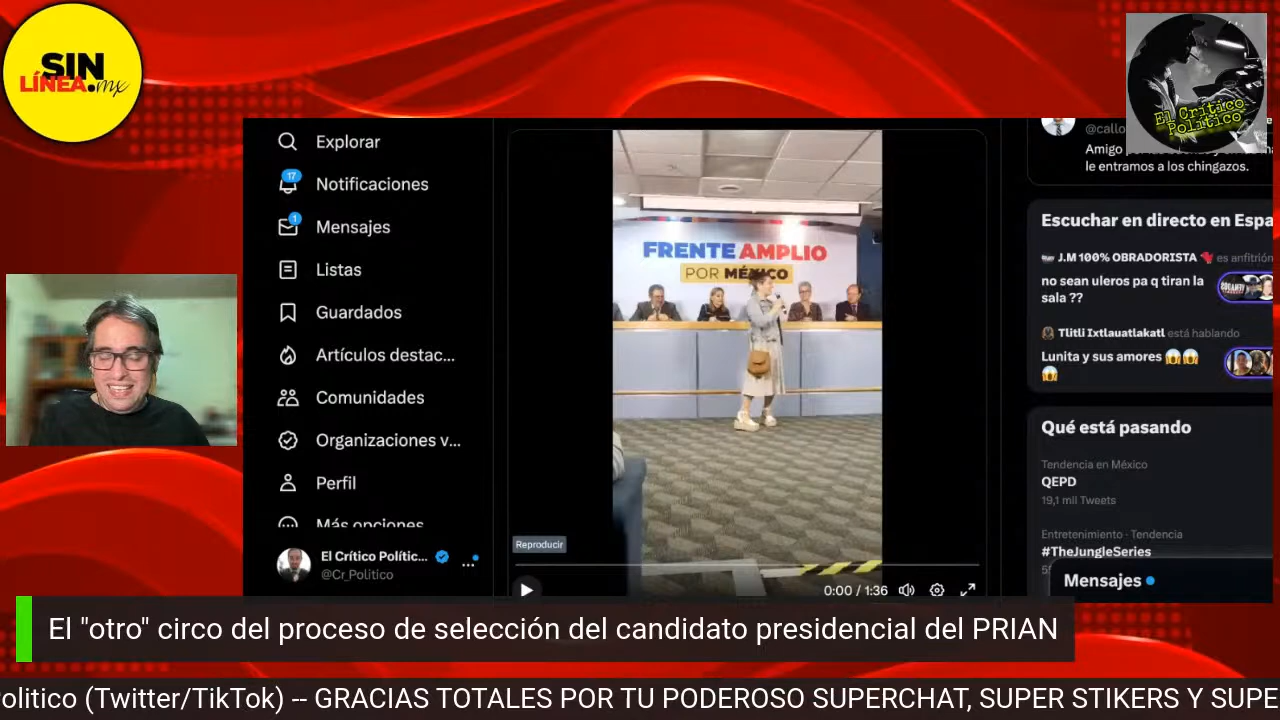 SIN
LÍNEA.mx
El Crítico
Político
Explorar
17
Notificaciones
1
Mensajes
Listas
Guardados
Artículos destac...
Comunidades
Organizaciones v...
Perfil
Más opciones
El Crítico Polític...
@Cr_Politico
FRENTE AMPLIO
POR MÉXICO
Reproducir
0:00 / 1:36
@callo
Amigo
le entramos a los chingazos.
Escuchar en directo en Espa
J.M 100% OBRADORISTA es anfitrión
no sean uleros pa q tiran la
sala ??
Tlitli Ixtlauatlakatl está hablando
Lunita y sus amores 😱😱
😱
Qué está pasando
Tendencia en México
QEPD
19,1 mil Tweets
Entretenimiento · Tendencia
#TheJungleSeries
Mensajes
El "otro" circo del proceso de selección del candidato presidencial del PRIAN
olitico (Twitter/TikTok) -- GRACIAS TOTALES POR TU PODEROSO SUPERCHAT, SUPER STIKERS Y SUPE